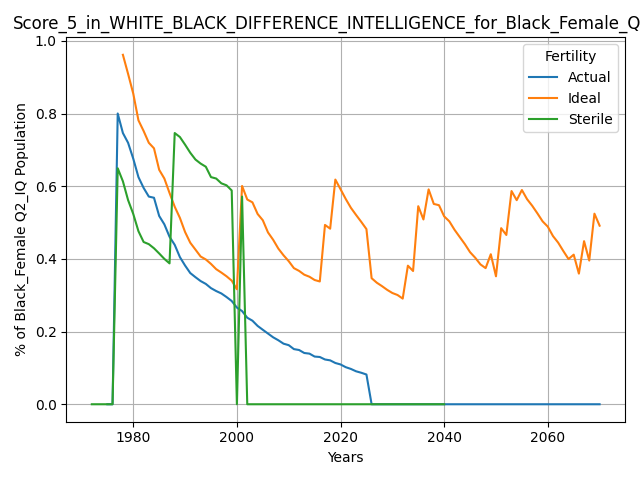 Score_5_in_WHITE_BLACK_DIFFERENCE_INTELLIGENCE_for_Black_Female_Q
% of Black_Female Q2_IQ Population
1.0
0.8
0.6
0.4
0.2
0.0
Fertility
Actual
Ideal
Sterile
1980
2000
2020
2040
2060
Years